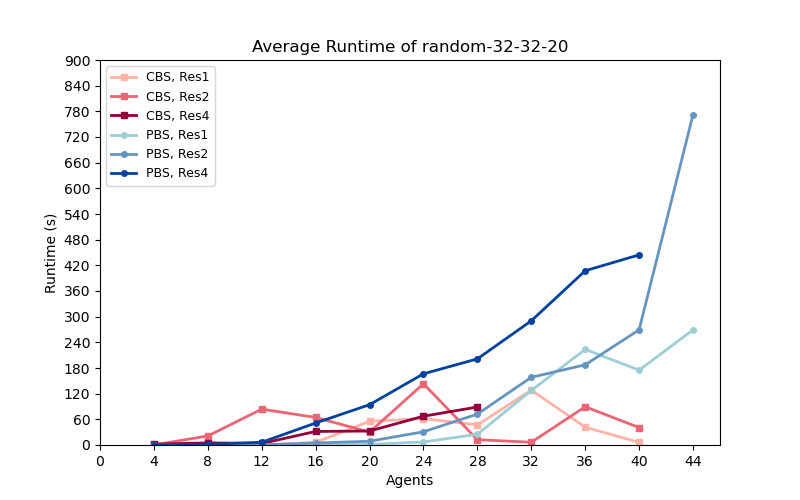 Average Runtime of random-32-32-20
900
840
780
720
660
600
540
480
420
360
300
240
180
120
60
0
Runtime (s)
CBS, Res1
CBS, Res2
CBS, Res4
PBS, Res1
PBS, Res2
PBS, Res4
0 4 8 12 16 20 24 28 32 36 40 44
Agents